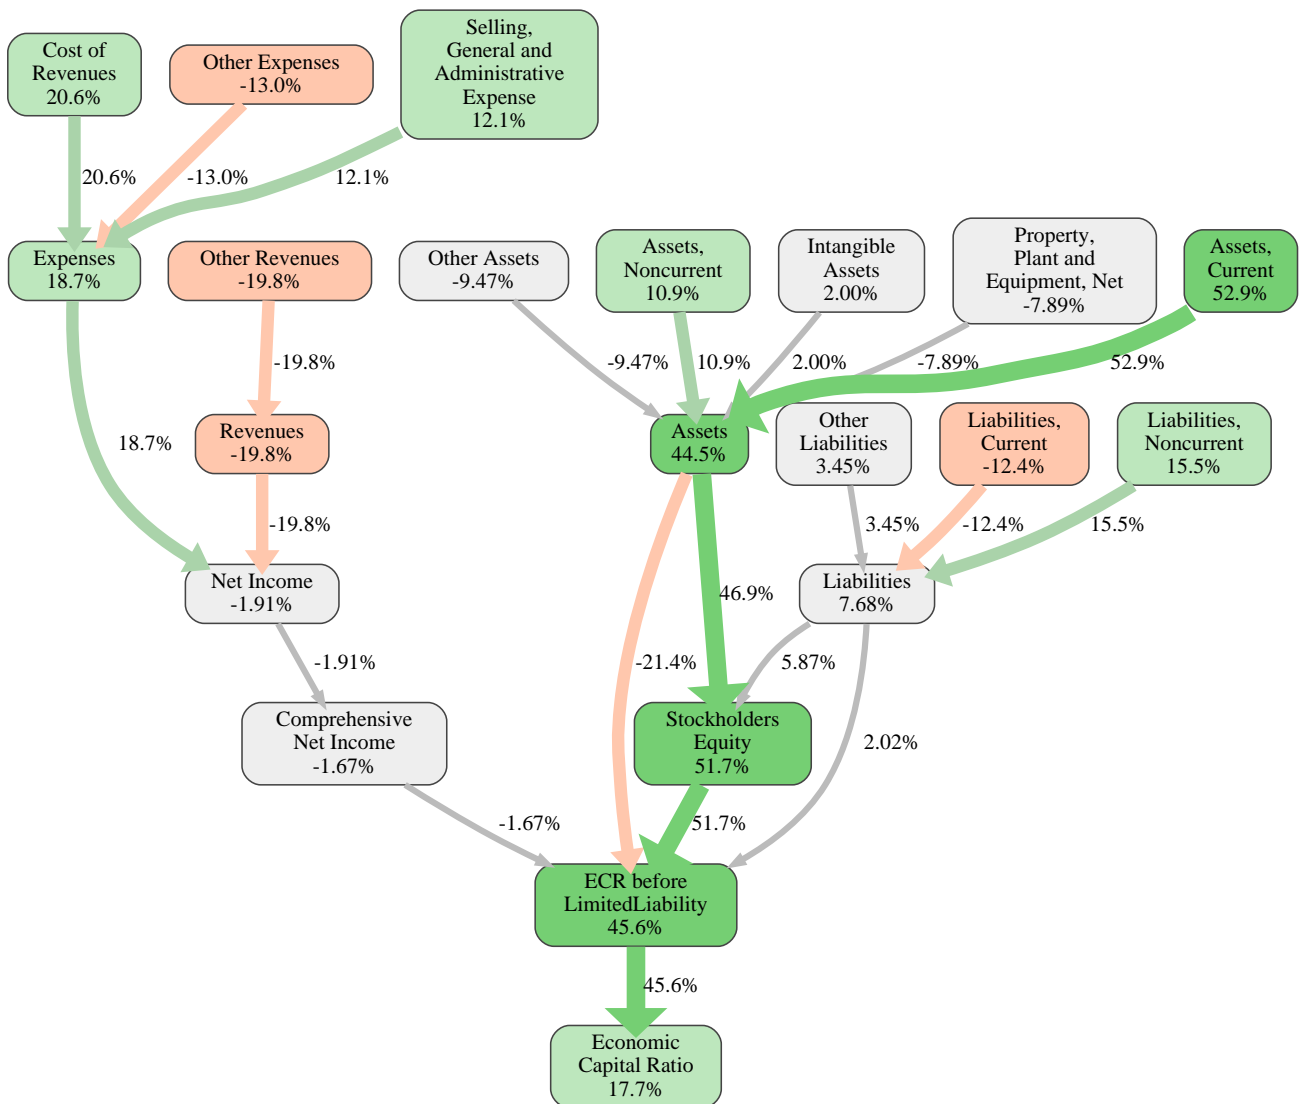 Cost of
Revenues
20.6%
Other Expenses
-13.0%
Selling,
General and
Administrative
Expense
12.1%
20.6%
-13.0%
12.1%
Expenses
18.7%
Other Revenues
-19.8%
Other Assets
-9.47%
Assets,
Noncurrent
10.9%
Intangible
Assets
2.00%
Property,
Plant and
Equipment, Net
-7.89%
Assets,
Current
52.9%
-19.8%
-9.47%
10.9%
2.00%
-7.89%
52.9%
Revenues
-19.8%
Assets
44.5%
Other
Liabilities
3.45%
Liabilities,
Current
-12.4%
Liabilities,
Noncurrent
15.5%
18.7%
-19.8%
3.45%
-12.4%
15.5%
Net Income
-1.91%
46.9%
Liabilities
7.68%
-1.91%
-21.4%
5.87%
Comprehensive
Net Income
-1.67%
Stockholders
Equity
51.7%
2.02%
-1.67%
51.7%
ECR before
LimitedLiability
45.6%
45.6%
Economic
Capital Ratio
17.7%